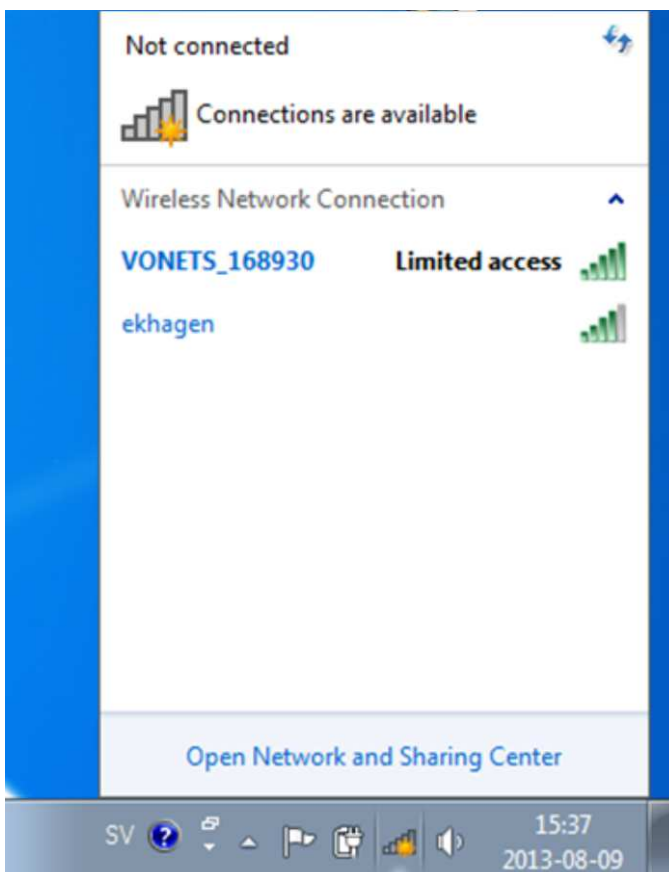 Not connected
Connections are available
Wireless Network Connection
VONETS_168930 Limited access
ekhagen
Open Network and Sharing Center
SV ? 15:37
2013-08-09